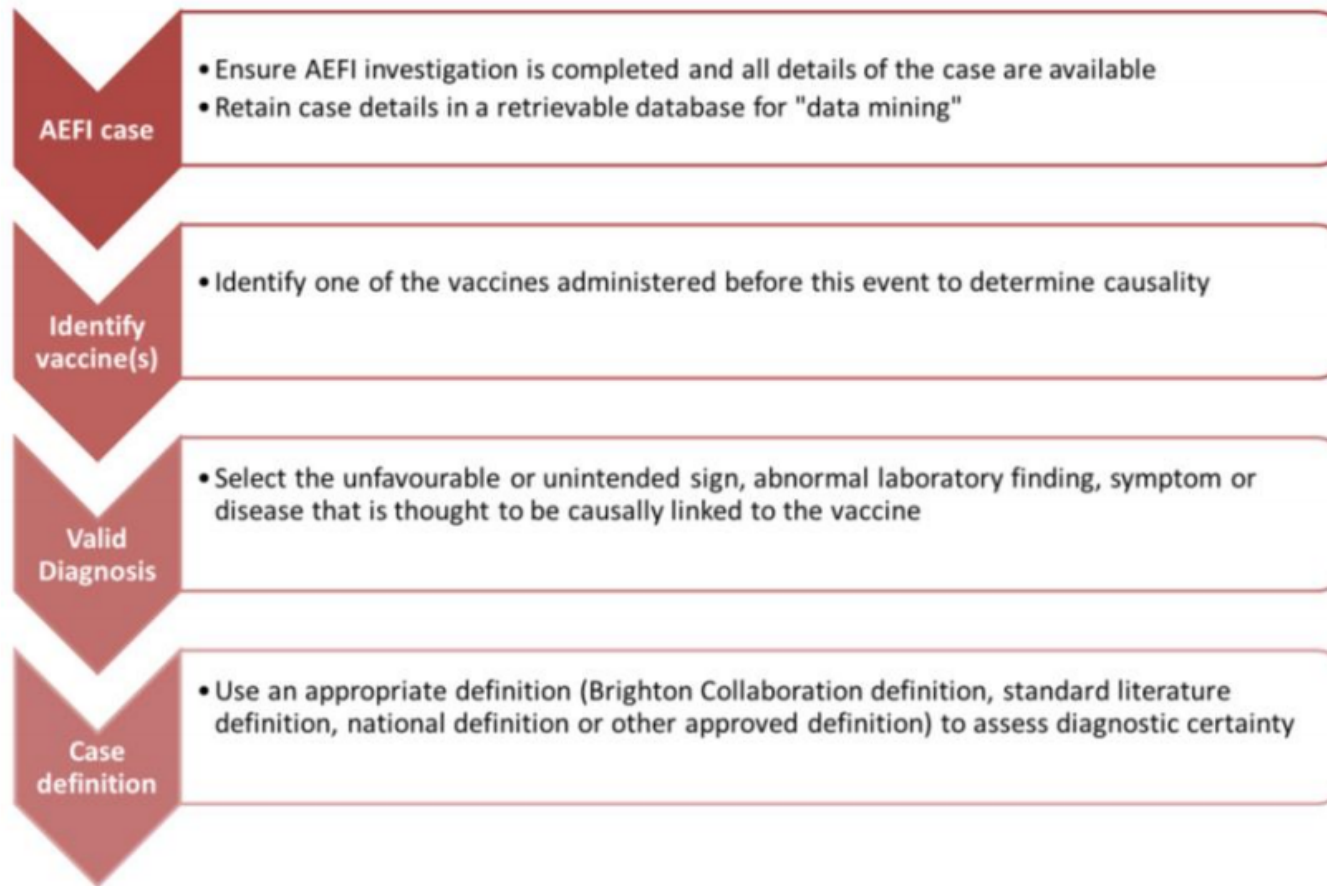 AEFI case
• Ensure AEFI investigation is completed and all details of the case are available
• Retain case details in a retrievable database for "data mining"
Identify
vaccine(s)
• Identify one of the vaccines administered before this event to determine causality
Valid
Diagnosis
• Select the unfavourable or unintended sign, abnormal laboratory finding, symptom or
disease that is thought to be causally linked to the vaccine
Case
definition
• Use an appropriate definition (Brighton Collaboration definition, standard literature
definition, national definition or other approved definition) to assess diagnostic certainty